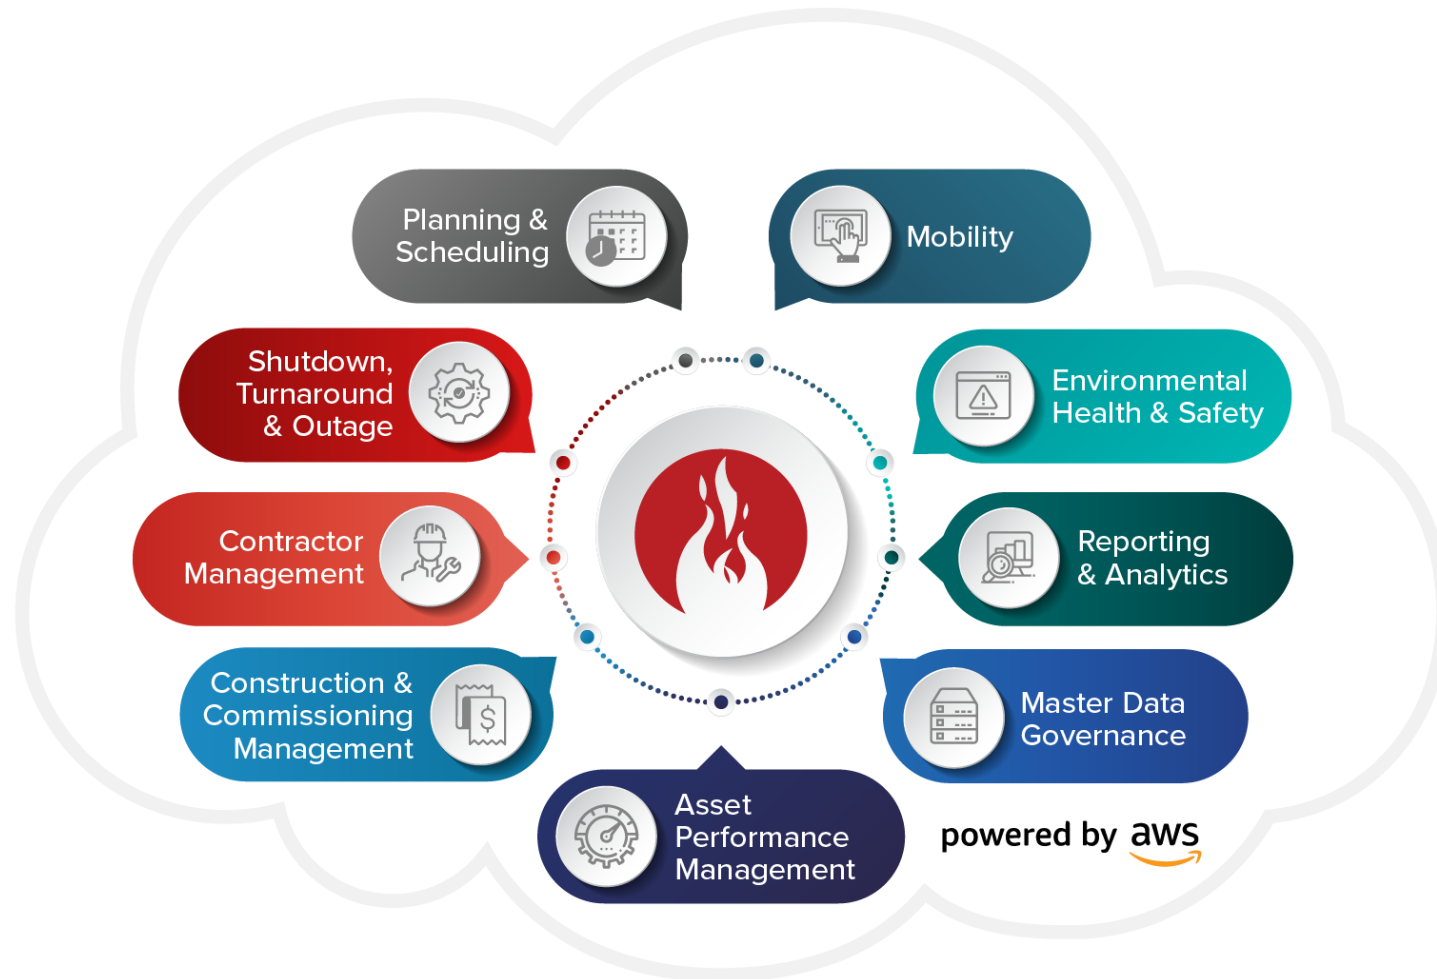 Planning &
Scheduling
Mobility
Shutdown,
Turnaround
& Outage
Environmental
Health & Safety
Contractor
Management
Reporting
& Analytics
Construction &
Commissioning
Management
$
Master Data
Governance
Asset
Performance
Management
powered by aws